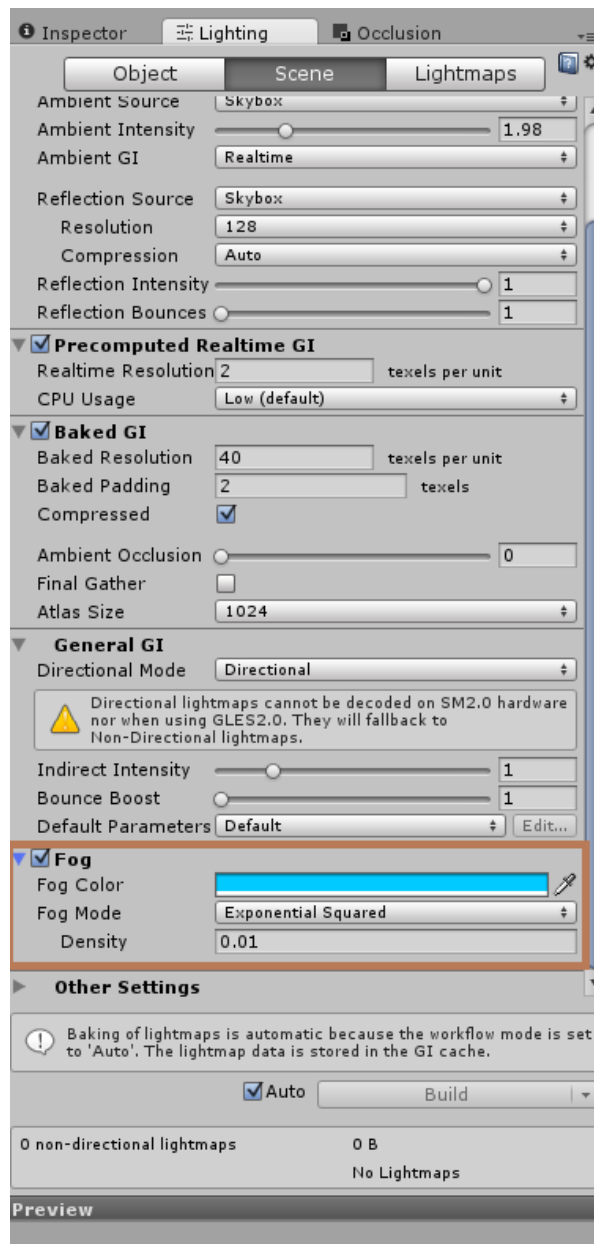 Inspector Lighting Occlusion
Object Scene Lightmaps
Ambient Source Skybox
Ambient Intensity 1.98
Ambient GI Realtime
Reflection Source Skybox
Resolution 128
Compression Auto
Reflection Intensity 1
Reflection Bounces 1
Precomputed Realtime GI
Realtime Resolution 2 texels per unit
CPU Usage Low (default)
Baked GI
Baked Resolution 40 texels per unit
Baked Padding 2 texels
Compressed
Ambient Occlusion 0
Final Gather
Atlas Size 1024
General GI
Directional Mode Directional
Directional lightmaps cannot be decoded on SM2.0 hardware
nor when using GLES2.0. They will fallback to
Non-Directional lightmaps.
Indirect Intensity 1
Bounce Boost 1
Default Parameters Default Edit...
Fog
Fog Color
Fog Mode Exponential Squared
Density 0.01
Other Settings
Baking of lightmaps is automatic because the workflow mode is set
to 'Auto'. The lightmap data is stored in the GI cache.
Auto Build
0 non-directional lightmaps 0 B
No Lightmaps
Preview